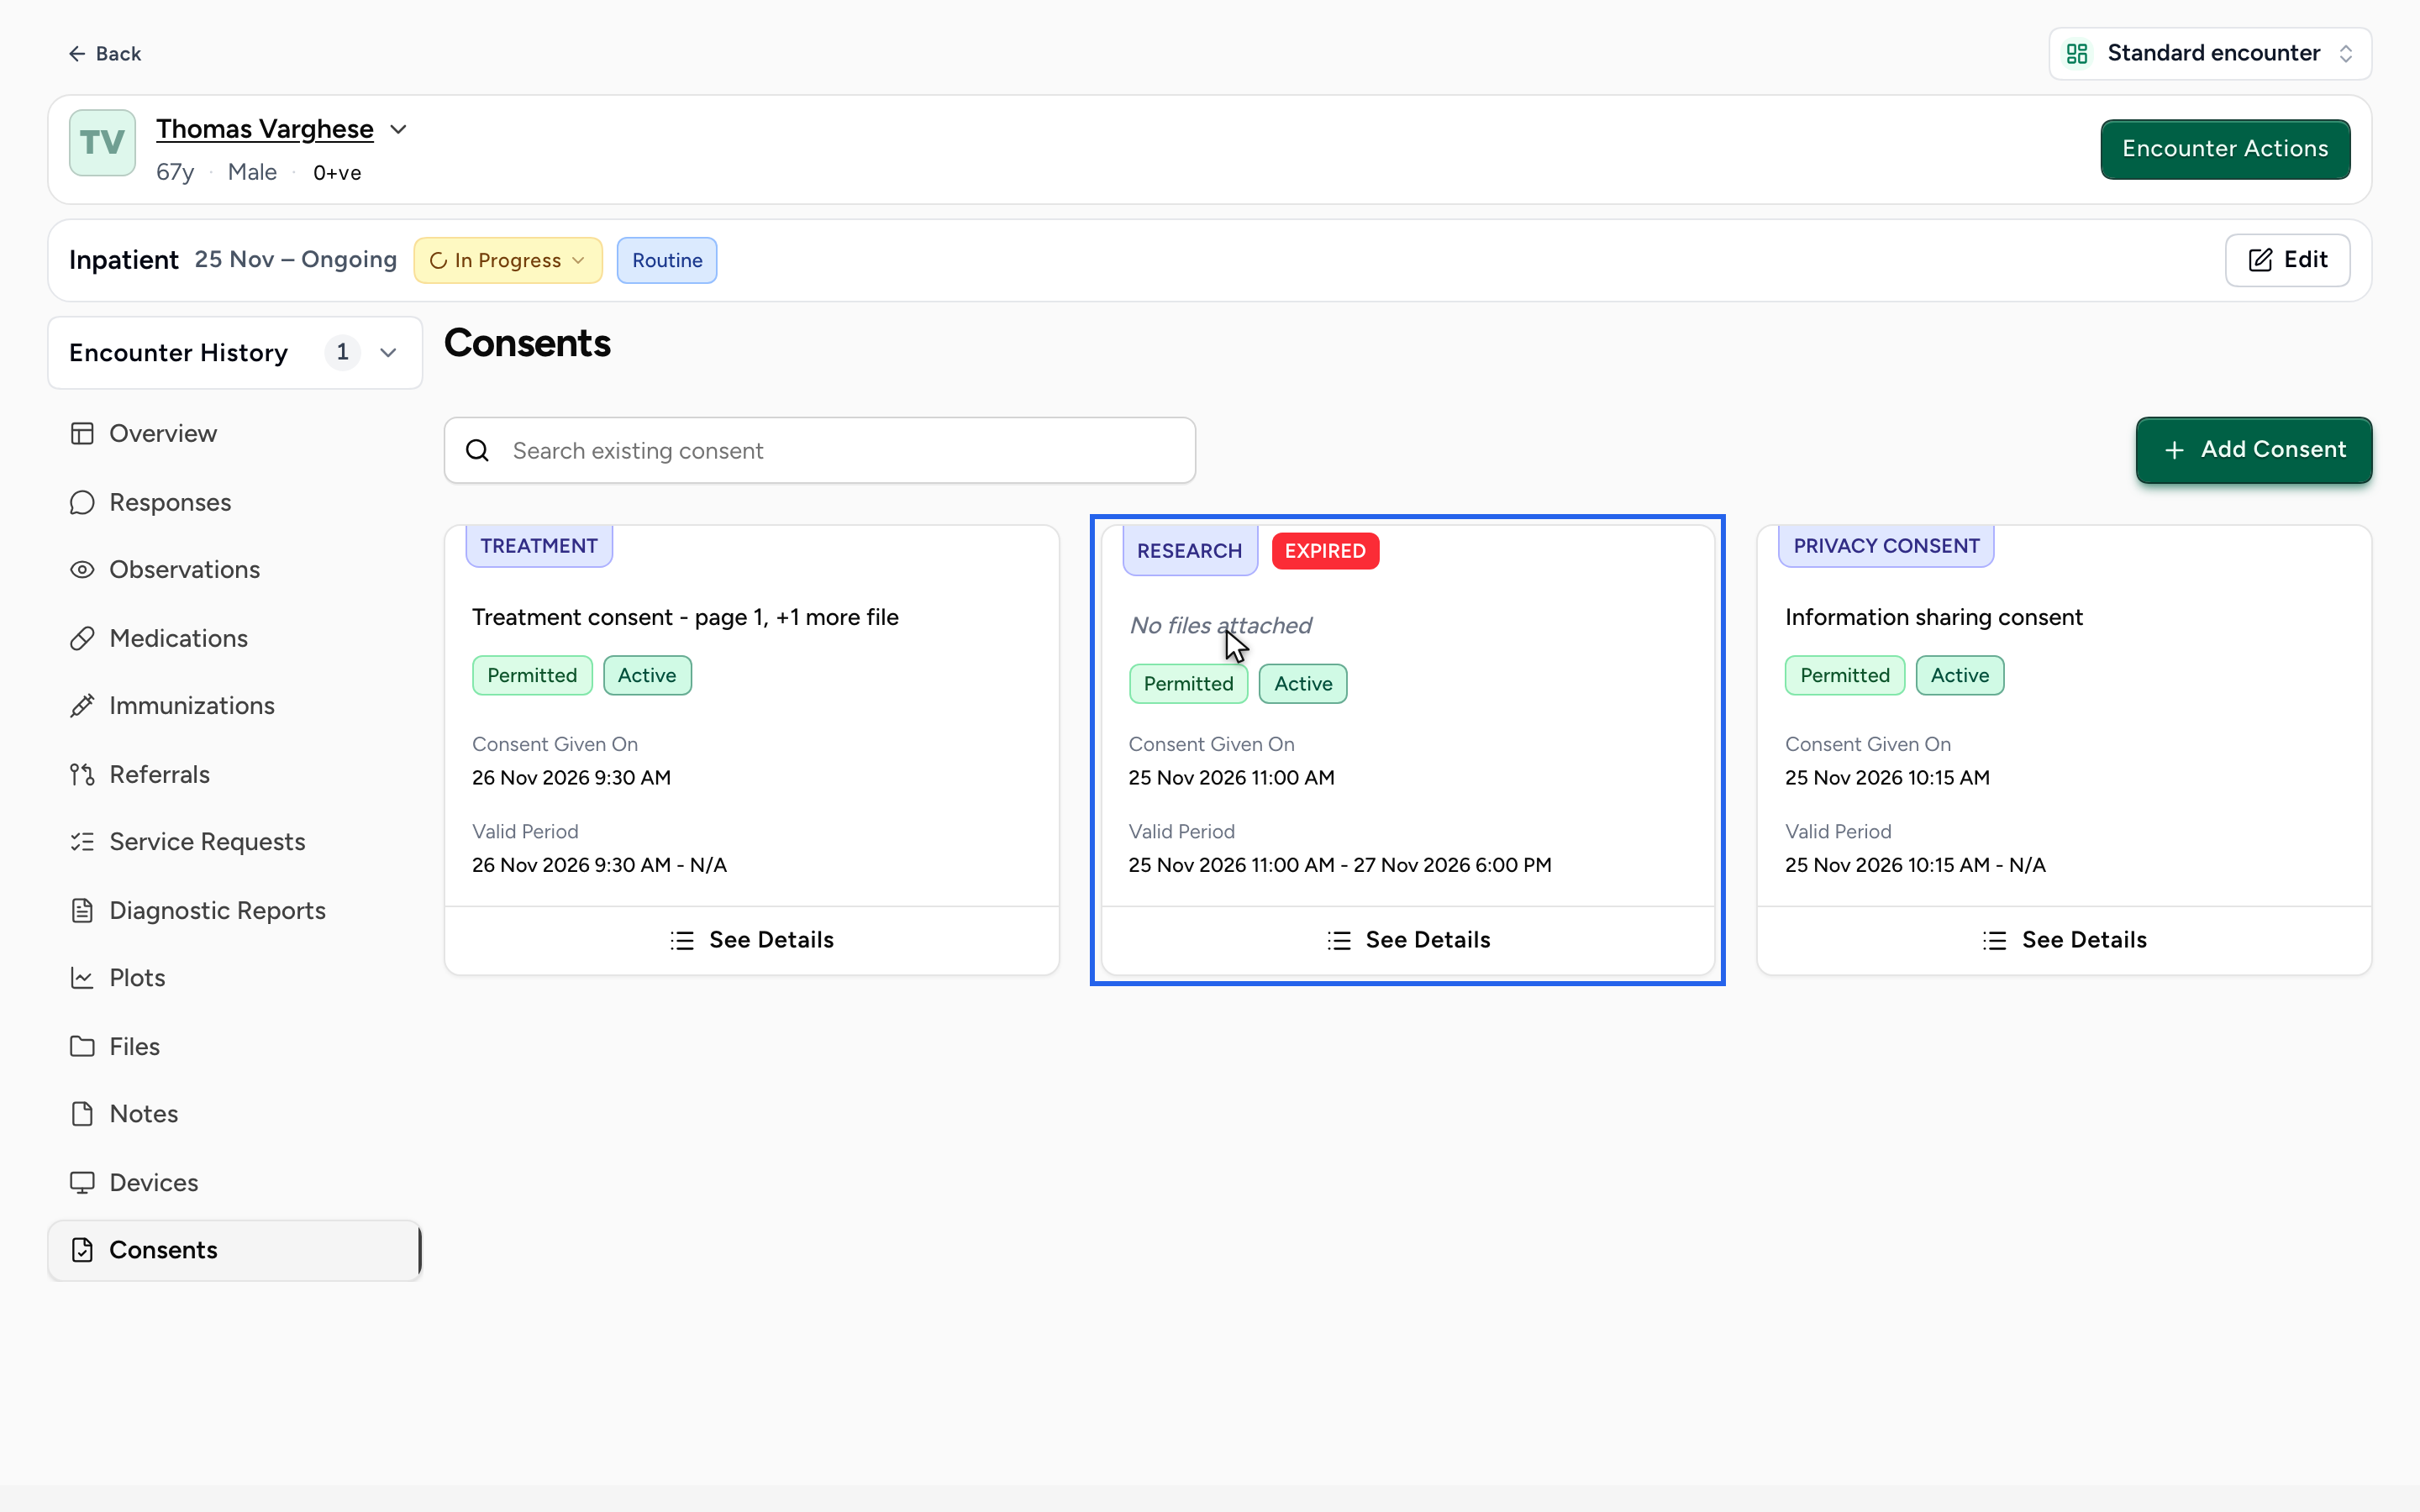 Back
Standard encounter
TV
Thomas Varghese
67y · Male · 0+ve
Encounter Actions
Inpatient 25 Nov – Ongoing In Progress Routine
Edit
Encounter History 1
Overview
Responses
Observations
Medications
Immunizations
Referrals
Service Requests
Diagnostic Reports
Plots
Files
Notes
Devices
Consents
Consents
Search existing consent
Add Consent
TREATMENT
Treatment consent - page 1, +1 more file
Permitted Active
Consent Given On
26 Nov 2026 9:30 AM
Valid Period
26 Nov 2026 9:30 AM - N/A
See Details
RESEARCH EXPIRED
No files attached
Permitted Active
Consent Given On
25 Nov 2026 11:00 AM
Valid Period
25 Nov 2026 11:00 AM - 27 Nov 2026 6:00 PM
See Details
PRIVACY CONSENT
Information sharing consent
Permitted Active
Consent Given On
25 Nov 2026 10:15 AM
Valid Period
25 Nov 2026 10:15 AM - N/A
See Details